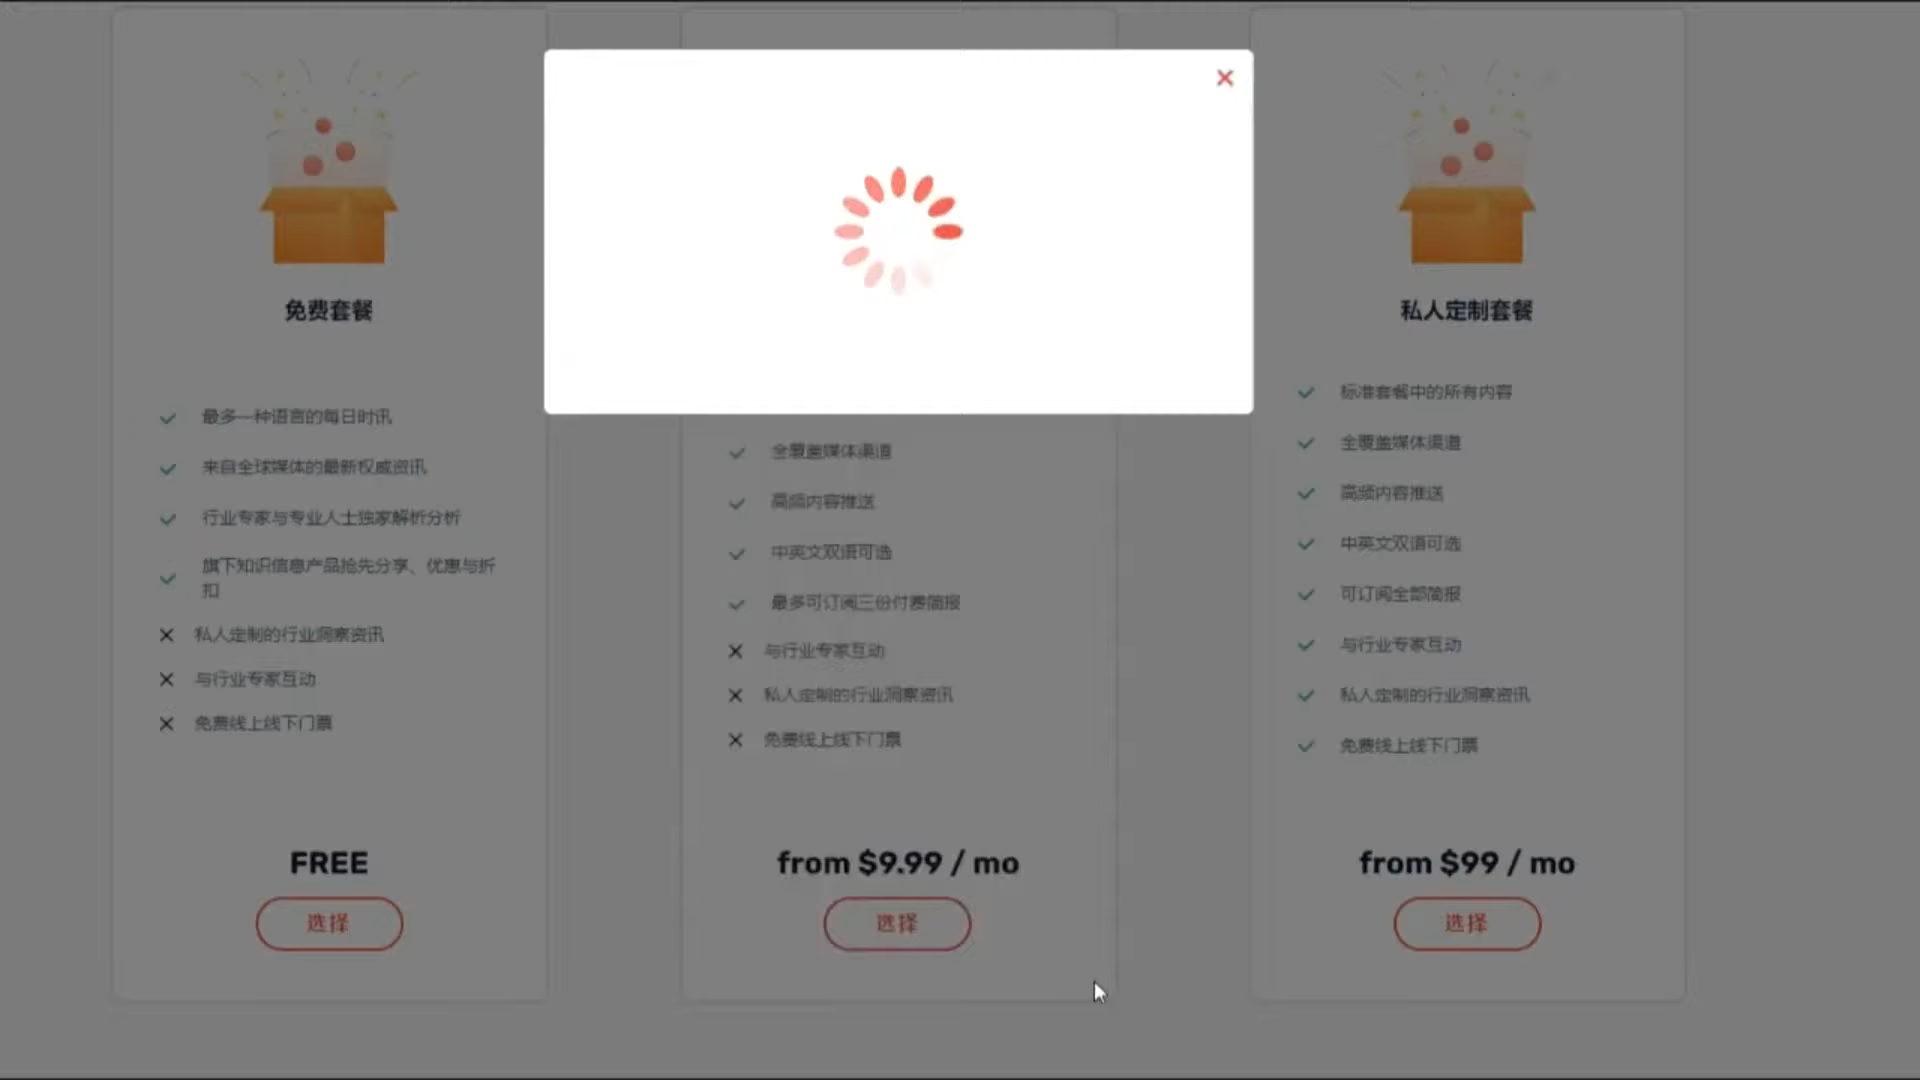 免费套餐
最多一种语言的每日时讯
来自全球媒体的最新权威资讯
行业专家与专业人士独家解析分析
旗下知识信息产品抢先分享、优惠与折
扣
私人定制的行业洞察资讯
与行业专家互动
免费线上线下门票
FREE
选择
全覆盖媒体渠道
高频内容推送
中英文双语可选
最多可订阅三份付费简报
与行业专家互动
私人定制的行业洞察资讯
免费线上线下门票
from $9.99 / mo
选择
私人定制套餐
标准套餐中的所有内容
全覆盖媒体渠道
高频内容推送
中英文双语可选
可订阅全部简报
与行业专家互动
私人定制的行业洞察资讯
免费线上线下门票
from $99 / mo
选择